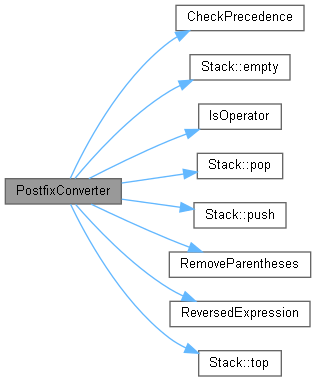 CheckPrecedence
Stack::empty
IsOperator
Stack::pop
PostfixConverter
Stack::push
RemoveParentheses
ReversedExpression
Stack::top